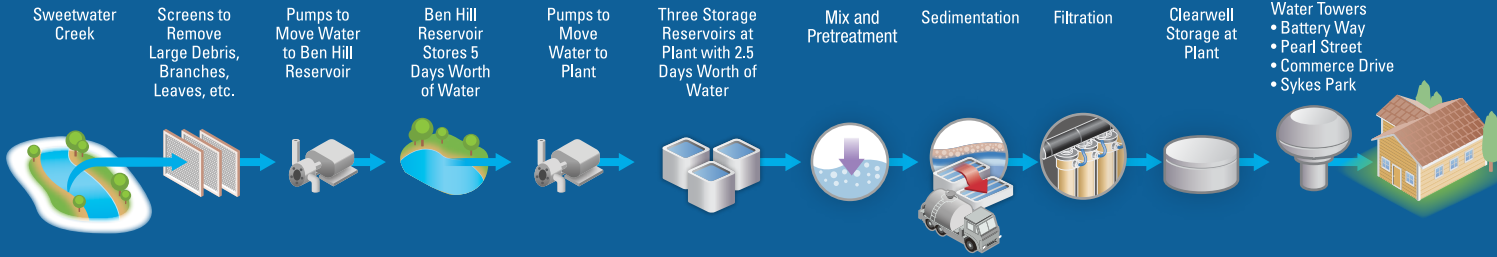 Sweetwater
Creek
Screens to
Remove
Large Debris,
Branches,
Leaves, etc.
Pumps to
Move Water
to Ben Hill
Reservoir
Ben Hill
Reservoir
Stores 5
Days Worth
of Water
Pumps to
Move
Water to
Plant
Three Storage
Reservoirs at
Plant with 2.5
Days Worth of
Water
Mix and
Pretreatment
Sedimentation
Filtration
Clearwell
Storage at
Plant
Water Towers
• Battery Way
• Pearl Street
• Commerce Drive
• Sykes Park